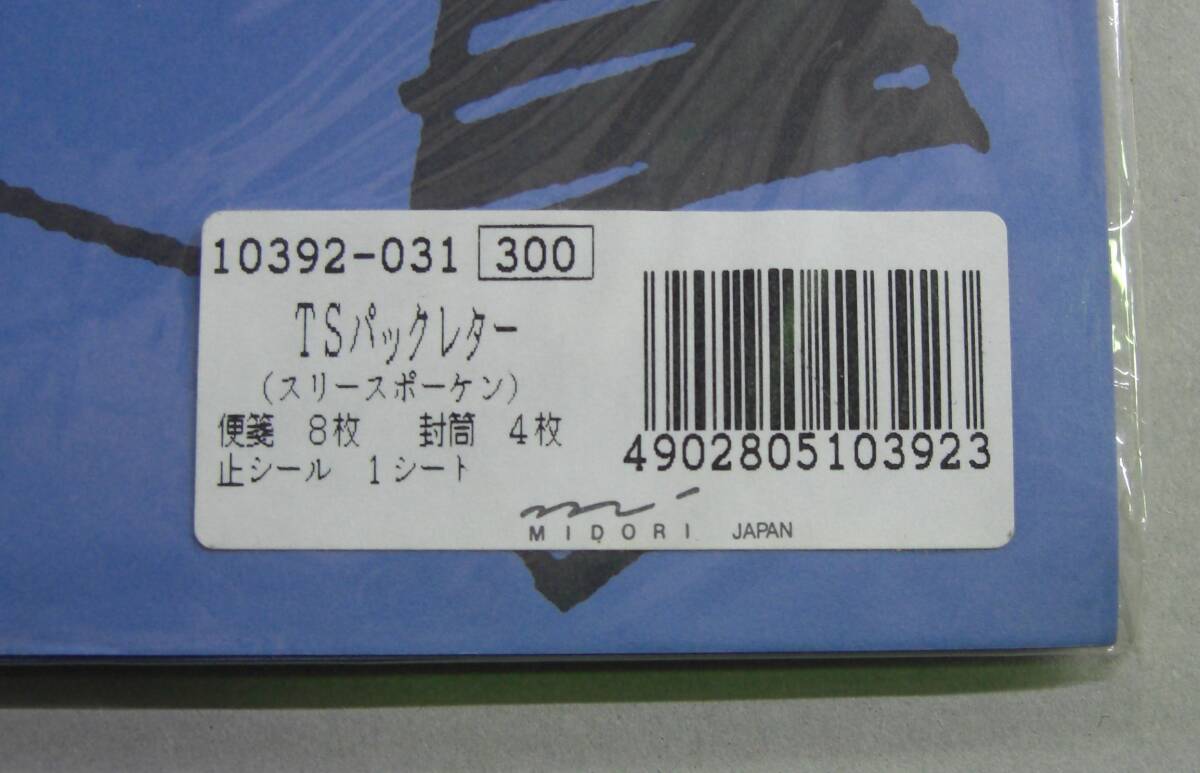 10392-031 300
TSパックレター
(スリースポーケン)
便箋 8枚 封筒 4枚
止シール 1シート
4902805103923
MIDORI JAPAN